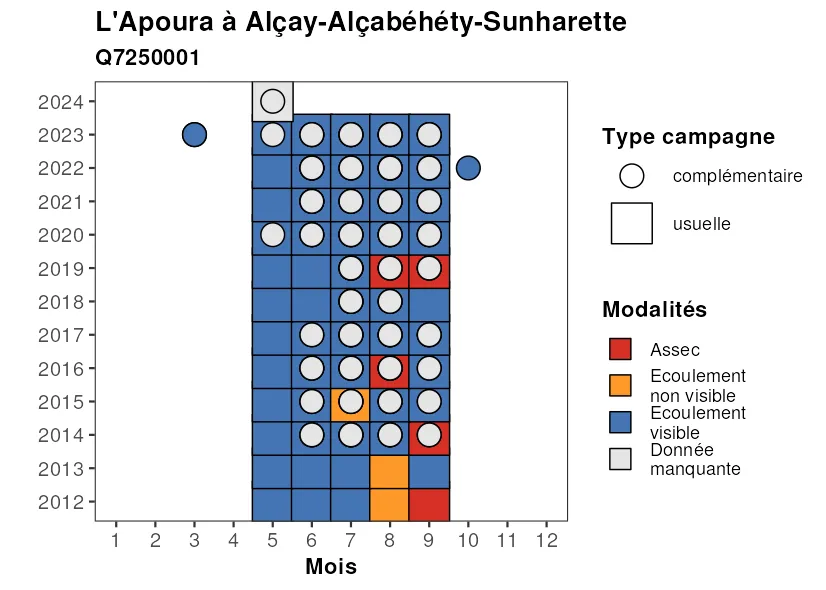 L'Apoura à Alçay-Alçabéhéty-Sunharette
Q7250001
2024
2023
2022
2021
2020
2019
2018
2017
2016
2015
2014
2013
2012
1 2 3 4 5 6 7 8 9 10 11 12
Mois
Type campagne
complémentaire
usuelle
Modalités
Assec
Ecoulement
non visible
Ecoulement
visible
Donnée
manquante